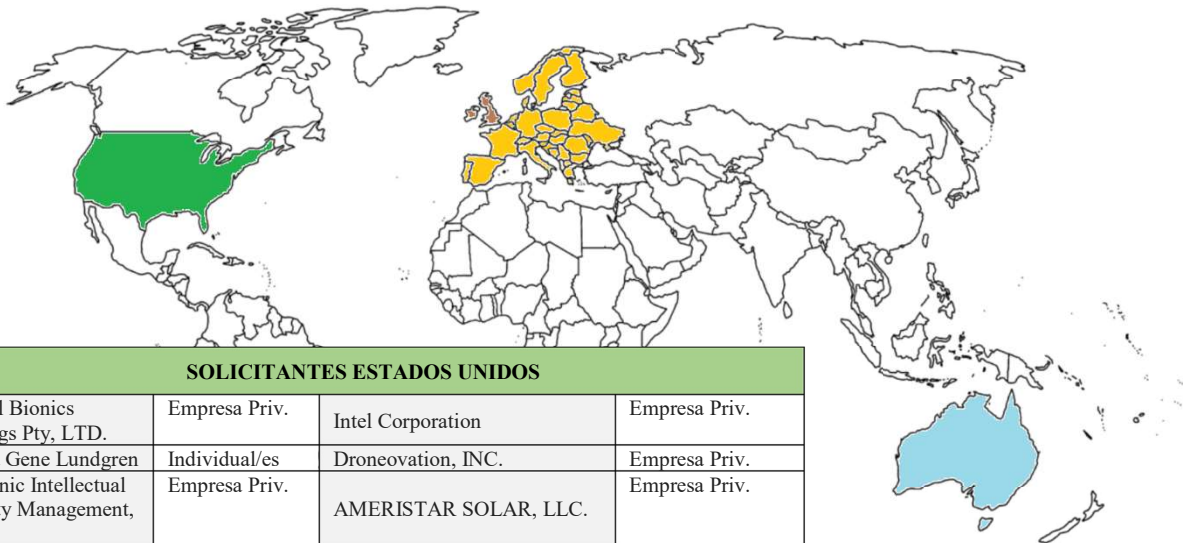 SOLICITANTES ESTADOS UNIDOS
l Bionics
gs Pty, LTD.
Empresa Priv.
Intel Corporation
Empresa Priv.
Gene Lundgren
Individual/es
Droneovation, INC.
Empresa Priv.
nic Intellectual
ty Management,
Empresa Priv.
AMERISTAR SOLAR, LLC.
Empresa Priv.